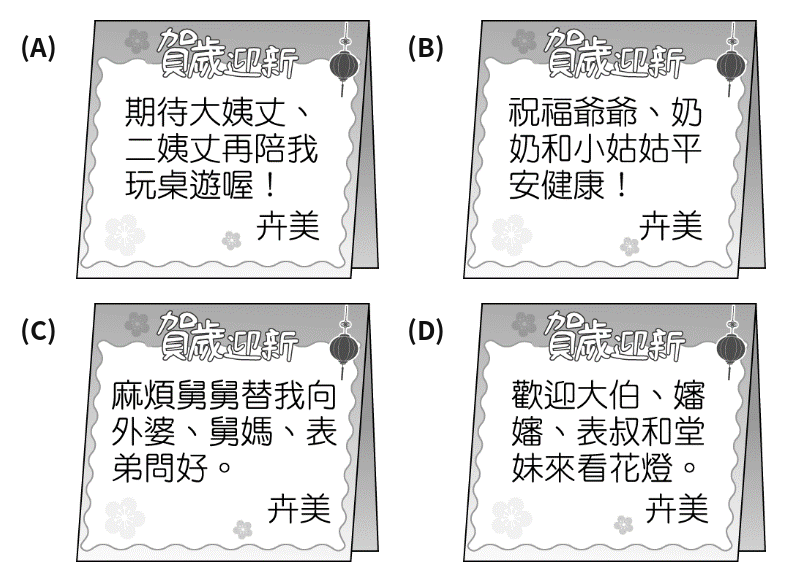 (A)
賀歲迎新
期待大姨丈、
二姨丈再陪我
玩桌遊喔！
卉美
(B)
賀歲迎新
祝福爺爺、奶
奶和小姑姑平
安健康！
卉美
(C)
賀歲迎新
麻煩舅舅替我向
外婆、舅媽、表
弟問好。
卉美
(D)
賀歲迎新
歡迎大伯、嬸
嬸、表叔和堂
妹來看花燈。
卉美